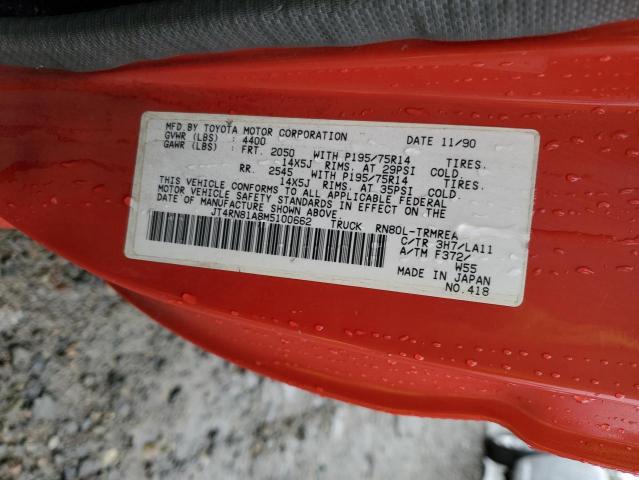 MFD.BY TOYOTA MOTOR CORPORATION DATE 11/90
GVWR (LBS) : 4400
GAWR (LBS) : FRT. 2050 WITH P195/75R14 TIRES.
14X5J RIMS. AT 29PSI COLD.
RR. 2545 WITH P195/75R14 TIRES.
14X5J RIMS. AT 35PSI COLD.
THIS VEHICLE CONFORMS TO ALL APPLICABLE FEDERAL
MOTOR VEHICLE SAFETY STANDARDS IN EFFECT ON THE
DATE OF MANUFACTURE SHOWN ABOVE.
JT4RN81A8M5100662 TRUCK RN80L-TRMREA
C/TR 3H7/LA11
A/TM F372/
W55
MADE IN JAPAN
NO.418